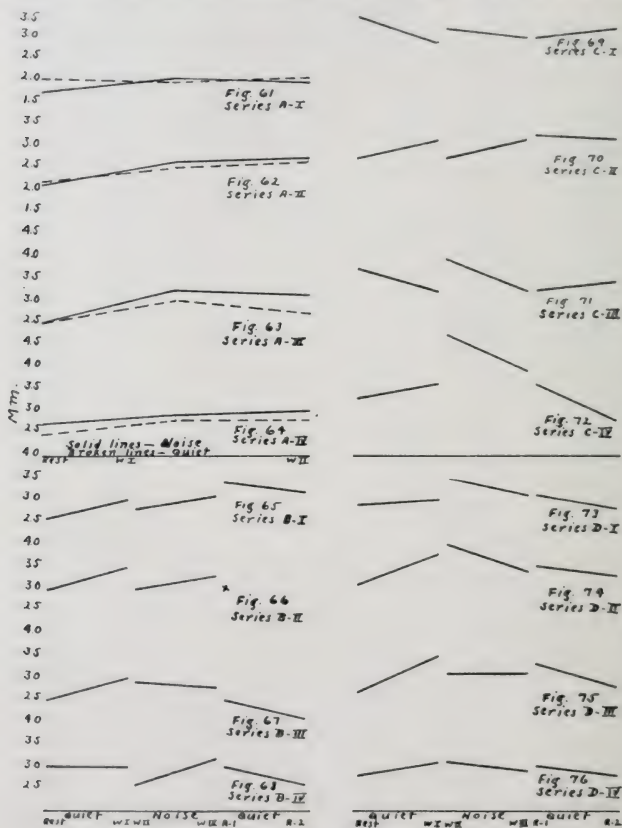 3.5
3.0
2.5
2.0
1.5
Fig. 61
Series A-I
3.5
3.0
2.5
2.0
1.5
Fig. 62
Series A-II
4.5
4.0
3.5
3.0
2.5
Fig. 63
Series A-III
4.5
4.0
3.5
3.0
2.5
Mm.
Fig. 64
Series A-IV
Solid lines — Noise
Broken lines — Quiet
Rest W I W II
4.0
3.5
3.0
2.5
Fig. 65
Series B-I
4.0
3.5
3.0
2.5
Fig. 66
Series B-II
4.0
3.5
3.0
2.5
Fig. 67
Series B-III
4.0
3.5
3.0
2.5
Fig. 68
Series B-IV
Quiet Noise Quiet
Rest W I W II W III R-1 R-2
Fig. 69
Series C-I
Fig. 70
Series C-II
Fig. 71
Series C-III
Fig. 72
Series C-IV
Fig. 73
Series D-I
Fig. 74
Series D-II
Fig. 75
Series D-III
Fig. 76
Series D-IV
Quiet Noise Quiet
Rest W I W II W III R-1 R-2